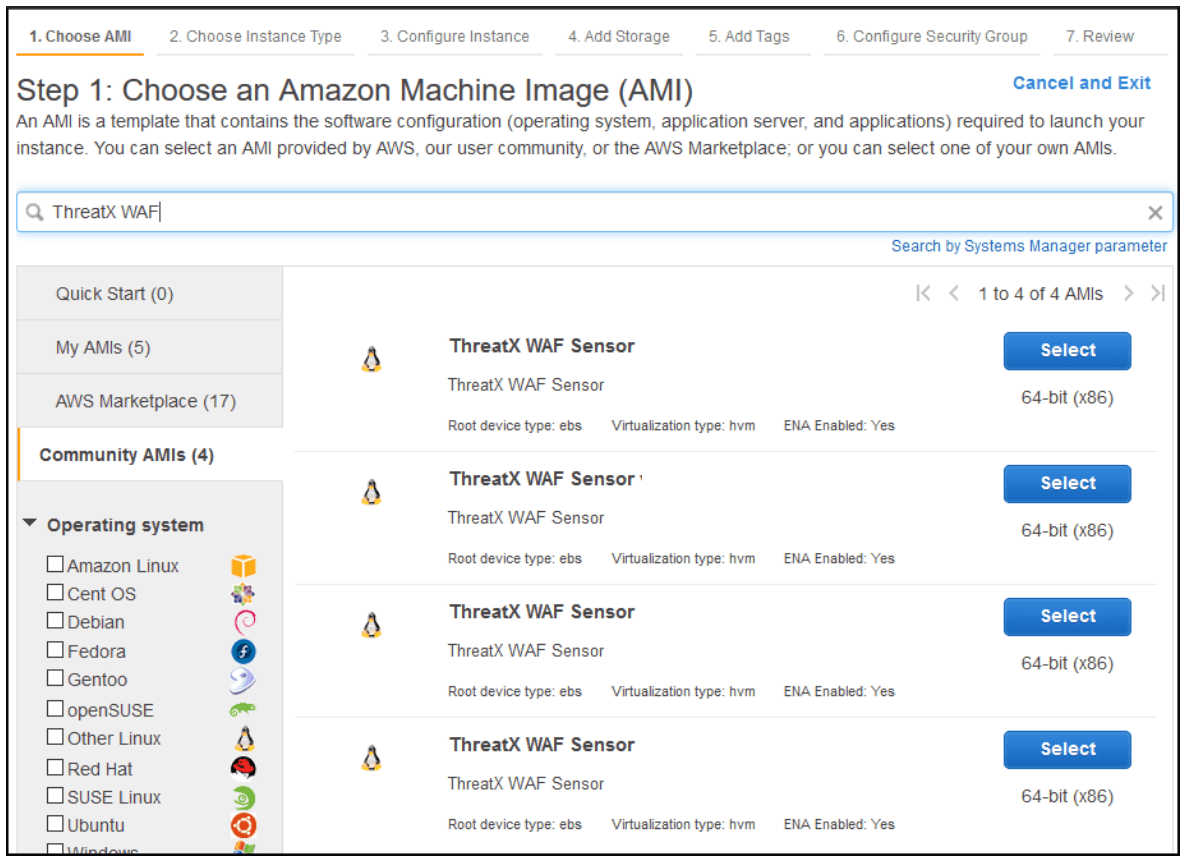 1. Choose AMI 2. Choose Instance Type 3. Configure Instance 4. Add Storage 5. Add Tags 6. Configure Security Group 7. Review
Step 1: Choose an Amazon Machine Image (AMI)
Cancel and Exit
An AMI is a template that contains the software configuration (operating system, application server, and applications) required to launch your
instance. You can select an AMI provided by AWS, our user community, or the AWS Marketplace; or you can select one of your own AMIs.
ThreatX WAF
Search by Systems Manager parameter
Quick Start (0)
My AMIs (5)
AWS Marketplace (17)
Community AMIs (4)
Operating system
Amazon Linux
Cent OS
Debian
Fedora
Gentoo
openSUSE
Other Linux
Red Hat
SUSE Linux
Ubuntu
Windows
1 to 4 of 4 AMIs
ThreatX WAF Sensor
Select
ThreatX WAF Sensor
64-bit (x86)
Root device type: ebs Virtualization type: hvm ENA Enabled: Yes
ThreatX WAF Sensor
Select
ThreatX WAF Sensor
64-bit (x86)
Root device type: ebs Virtualization type: hvm ENA Enabled: Yes
ThreatX WAF Sensor
Select
ThreatX WAF Sensor
64-bit (x86)
Root device type: ebs Virtualization type: hvm ENA Enabled: Yes
ThreatX WAF Sensor
Select
ThreatX WAF Sensor
64-bit (x86)
Root device type: ebs Virtualization type: hvm ENA Enabled: Yes